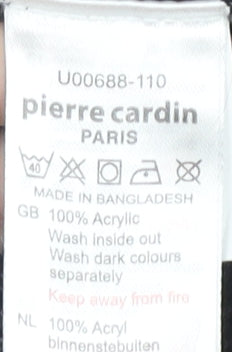 U00688-110
pierre cardin
PARIS
40
MADE IN BANGLADESH
GB 100% Acrylic
Wash inside out
Wash dark colours
separately
Keep away from fire
NL 100% Acryl
binnenstebuiten